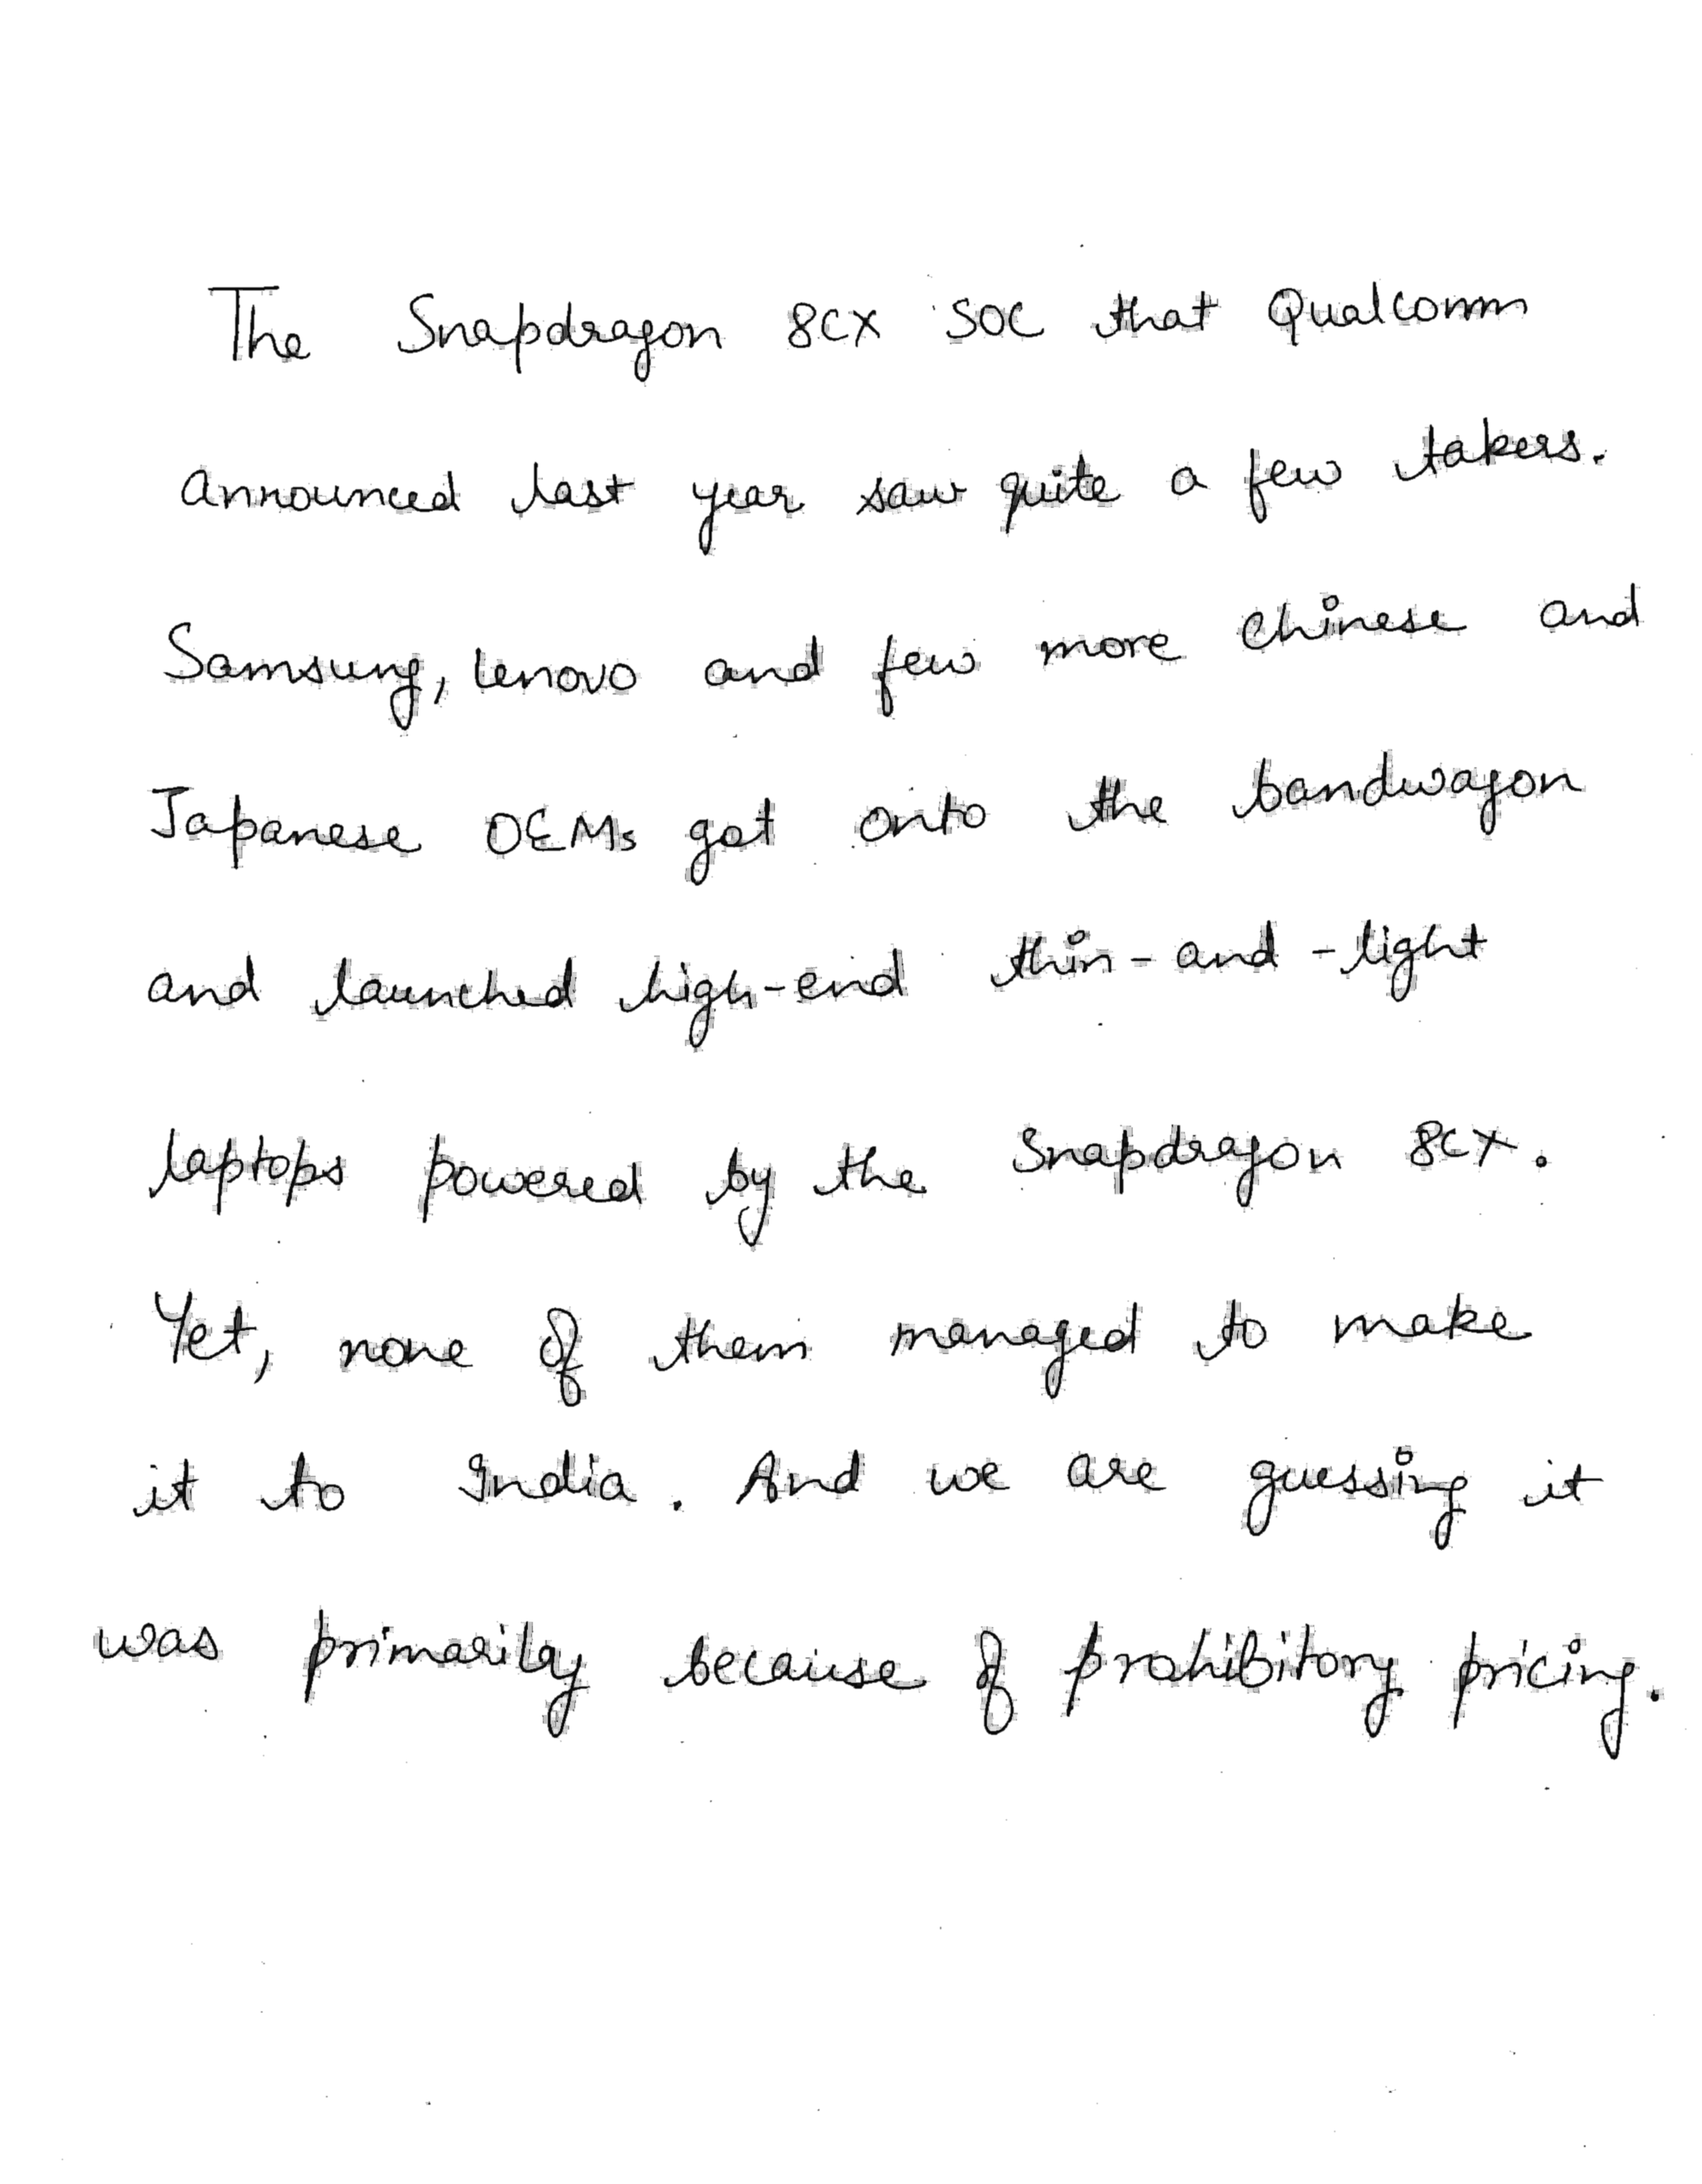 The Snapdragon 8CX SOC that Qualcomm
announced last year saw quite a few takers.
Samsung, Lenovo and few more Chinese and
Japanese OEMs got onto the bandwagon
and launched high-end thin-and-light
laptops powered by the Snapdragon 8CX.
Yet, none of them managed to make
it to India. And we are guessing it
was primarily because of prohibitory pricing.